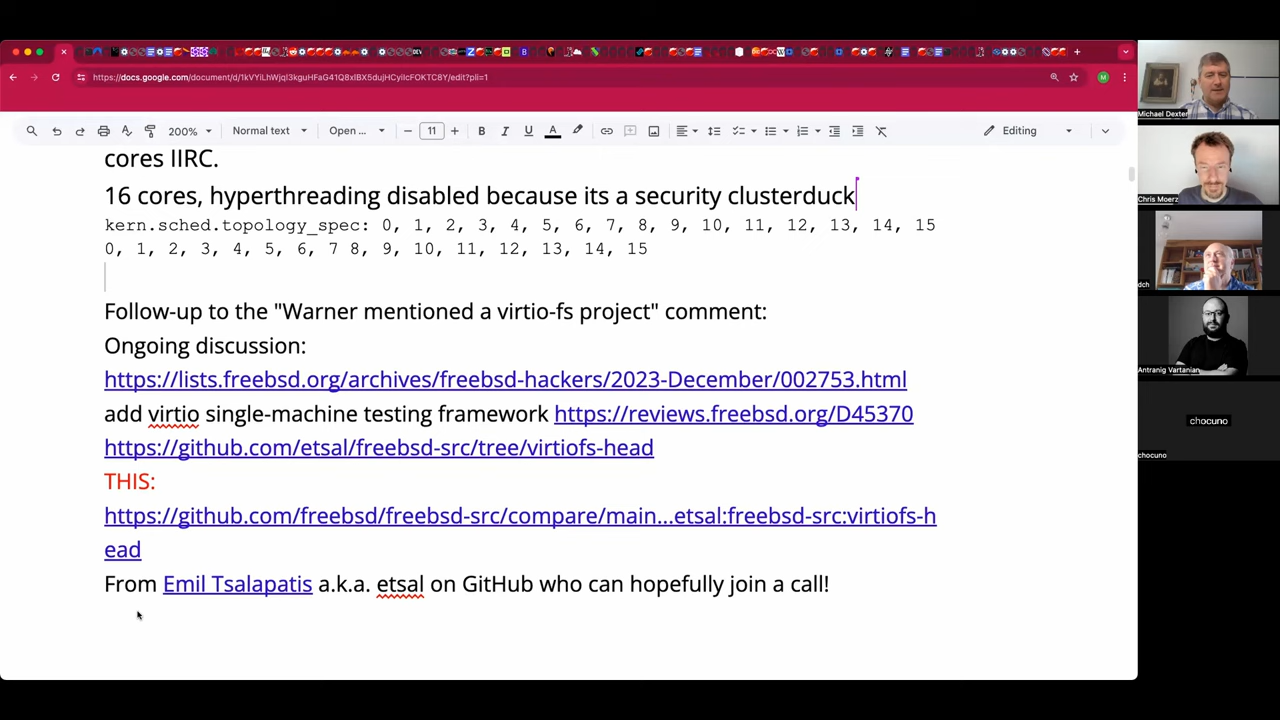 https://docs.google.com/document/d/1kVYiLhWjqI3kguHFaG41Q8xlBX5dujHCyiIcFOKTC8Y/edit?pli=1
M
200%
Normal text
Open ...
11
B I U A
Editing
cores IIRC.
16 cores, hyperthreading disabled because its a security clusterduck
kern.sched.topology_spec: 0, 1, 2, 3, 4, 5, 6, 7, 8, 9, 10, 11, 12, 13, 14, 15
0, 1, 2, 3, 4, 5, 6, 7 8, 9, 10, 11, 12, 13, 14, 15
Follow-up to the "Warner mentioned a virtio-fs project" comment:
Ongoing discussion:
https://lists.freebsd.org/archives/freebsd-hackers/2023-December/002753.html
add virtio single-machine testing framework https://reviews.freebsd.org/D45370
https://github.com/etsal/freebsd-src/tree/virtiofs-head
THIS:
https://github.com/freebsd/freebsd-src/compare/main...etsal:freebsd-src:virtiofs-h
ead
From Emil Tsalapatis a.k.a. etsal on GitHub who can hopefully join a call!
Michael Dexter
Chris Moerz
dch
Antranig Vartanian
chocuno
chocuno